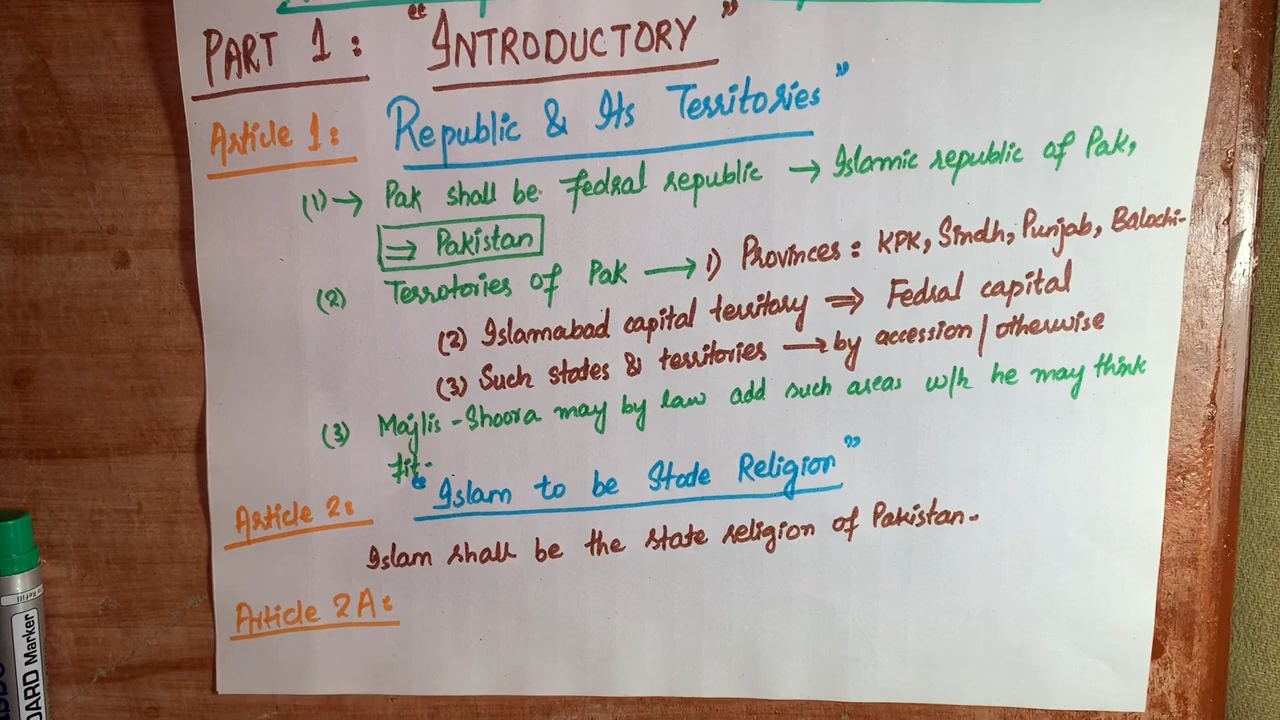 PART 1: "INTRODUCTORY"
Article 1: Republic & Its Territories"
(1)→ Pak shall be fedral republic → Islamic republic of Pak,
⇒ Pakistan
(2) Terrotories of Pak → 1) Provinces: KPK, Sindh, Punjab, Balochi-
(2) Islamabad capital territory ⇒ Fedral capital
(3) Such states & territories → by accession / otherwise
(3) Majlis-Shoora may by law add such areas w/h he may think
fit.
Article 2: "Islam to be State Religion"
Islam shall be the state religion of Pakistan.
Article 2A:
DARD Marker